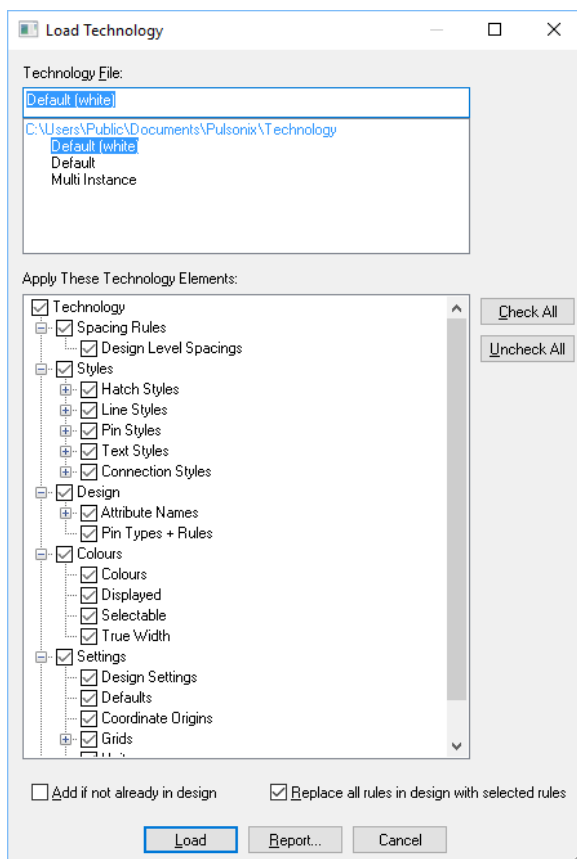 Load Technology
Technology File:
Default (white)
C:\Users\Public\Documents\Pulsonix\Technology
Default (white)
Default
Multi Instance
Apply These Technology Elements:
Technology
Spacing Rules
Design Level Spacings
Styles
Hatch Styles
Line Styles
Pin Styles
Text Styles
Connection Styles
Design
Attribute Names
Pin Types + Rules
Colours
Colours
Displayed
Selectable
True Width
Settings
Design Settings
Defaults
Coordinate Origins
Grids
Check All
Uncheck All
Add if not already in design
Replace all rules in design with selected rules
Load
Report...
Cancel